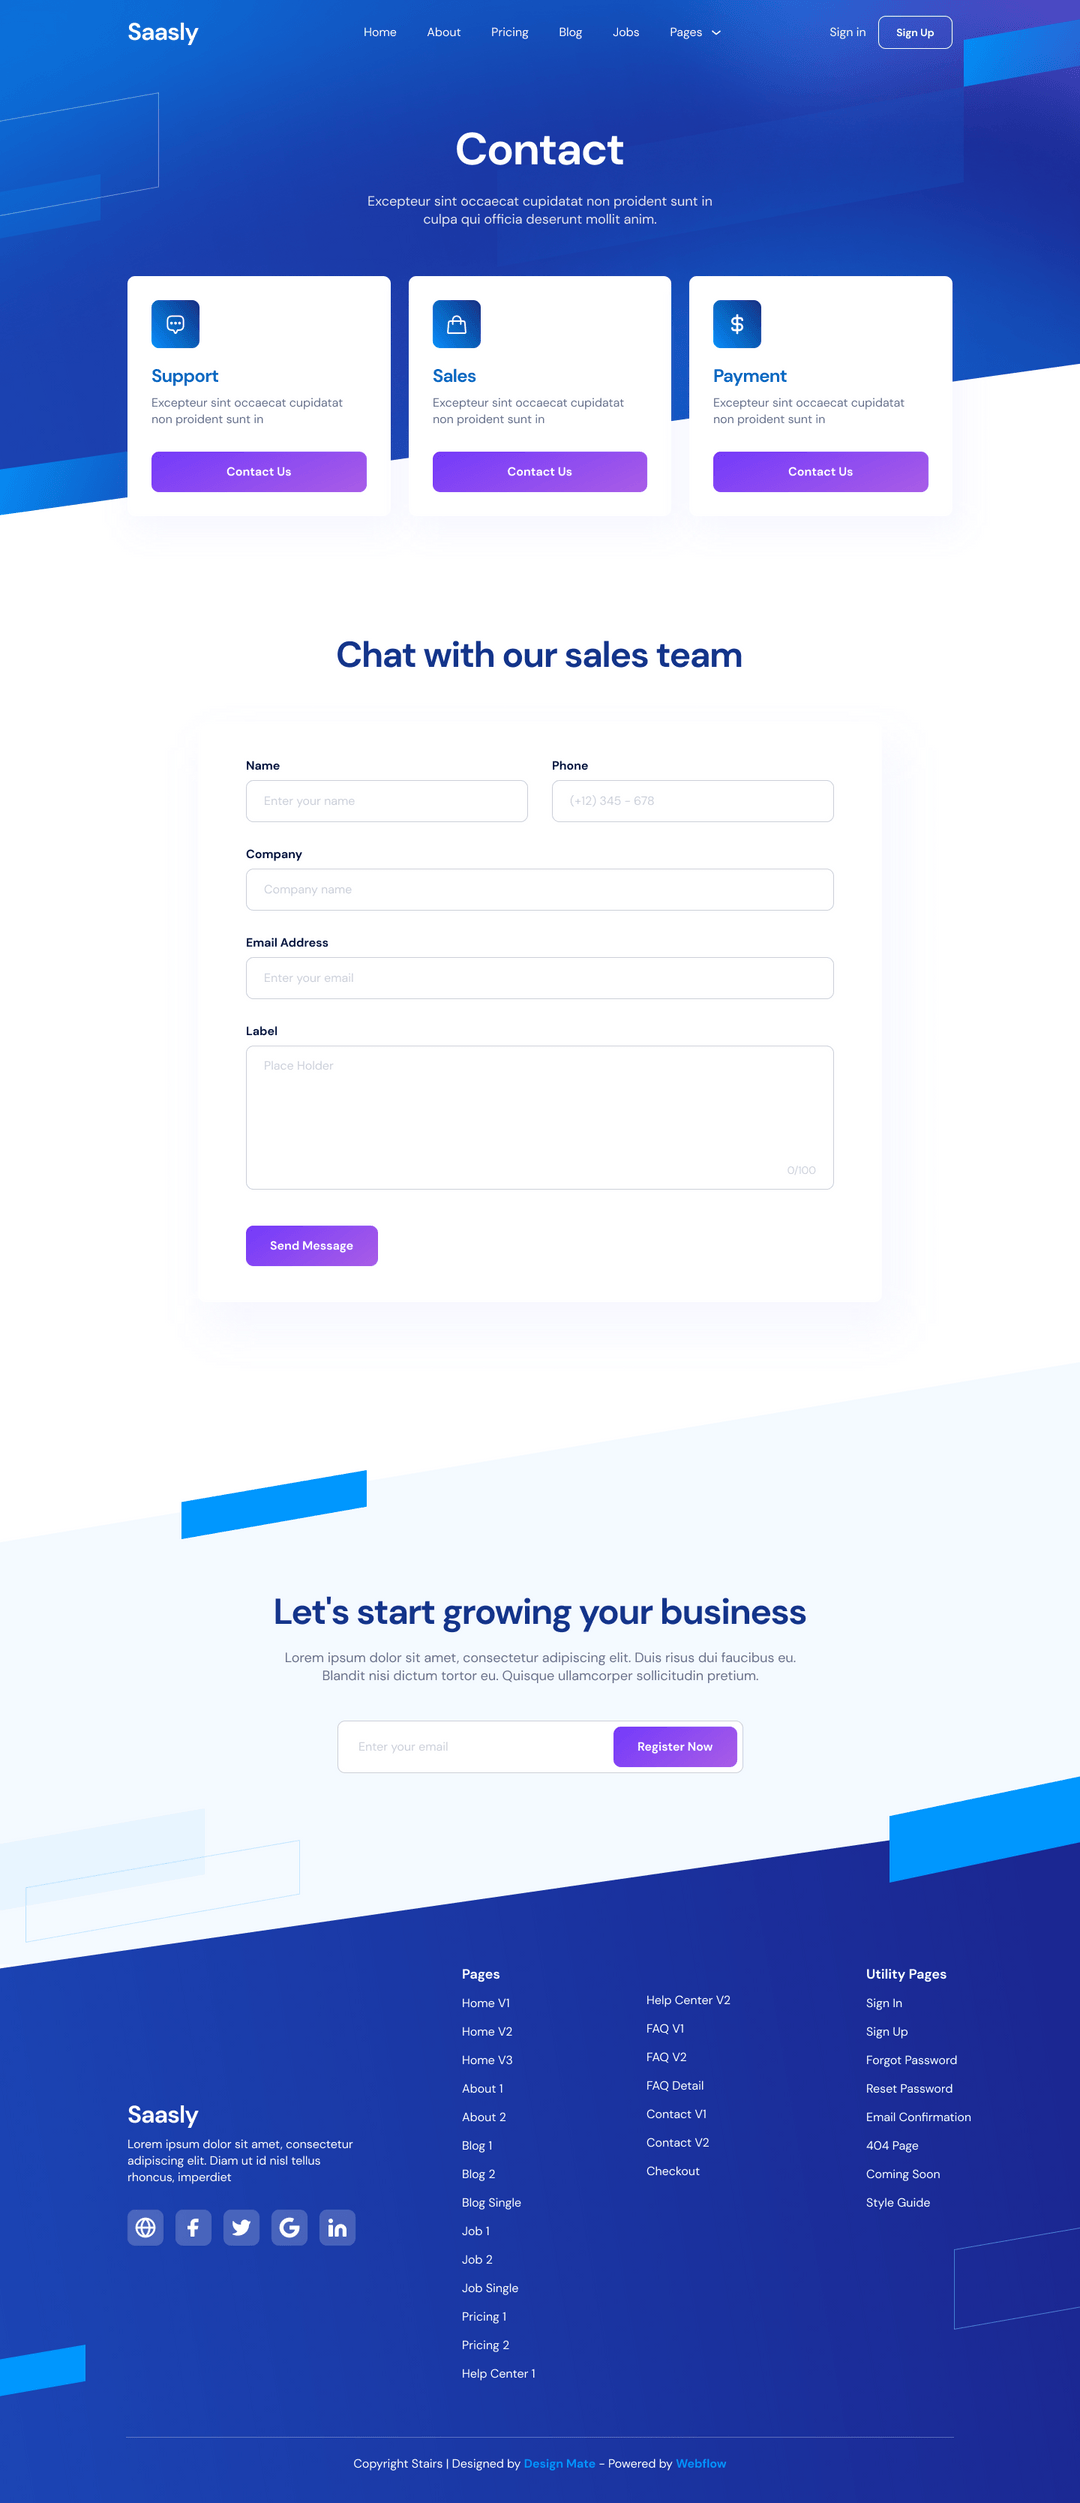 Saasly
Home About Pricing Blog Jobs Pages
Sign in Sign Up
Contact
Excepteur sint occaecat cupidatat non proident sunt in
culpa qui officia deserunt mollit anim.
Support
Excepteur sint occaecat cupidatat
non proident sunt in
Contact Us
Sales
Excepteur sint occaecat cupidatat
non proident sunt in
Contact Us
Payment
Excepteur sint occaecat cupidatat
non proident sunt in
Contact Us
Chat with our sales team
Name
Enter your name
Phone
(+12) 345 - 678
Company
Company name
Email Address
Enter your email
Label
Place Holder
0/100
Send Message
Let's start growing your business
Lorem ipsum dolor sit amet, consectetur adipiscing elit. Duis risus dui faucibus eu.
Blandit nisi dictum tortor eu. Quisque ullamcorper sollicitudin pretium.
Enter your email
Register Now
Saasly
Lorem ipsum dolor sit amet, consectetur
adipiscing elit. Diam ut id nisl tellus
rhoncus, imperdiet
Pages
Home V1
Home V2
Home V3
About 1
About 2
Blog 1
Blog 2
Blog Single
Job 1
Job 2
Job Single
Pricing 1
Pricing 2
Help Center 1
Help Center V2
FAQ V1
FAQ V2
FAQ Detail
Contact V1
Contact V2
Checkout
Utility Pages
Sign In
Sign Up
Forgot Password
Reset Password
Email Confirmation
404 Page
Coming Soon
Style Guide
Copyright Stairs | Designed by Design Mate - Powered by Webflow